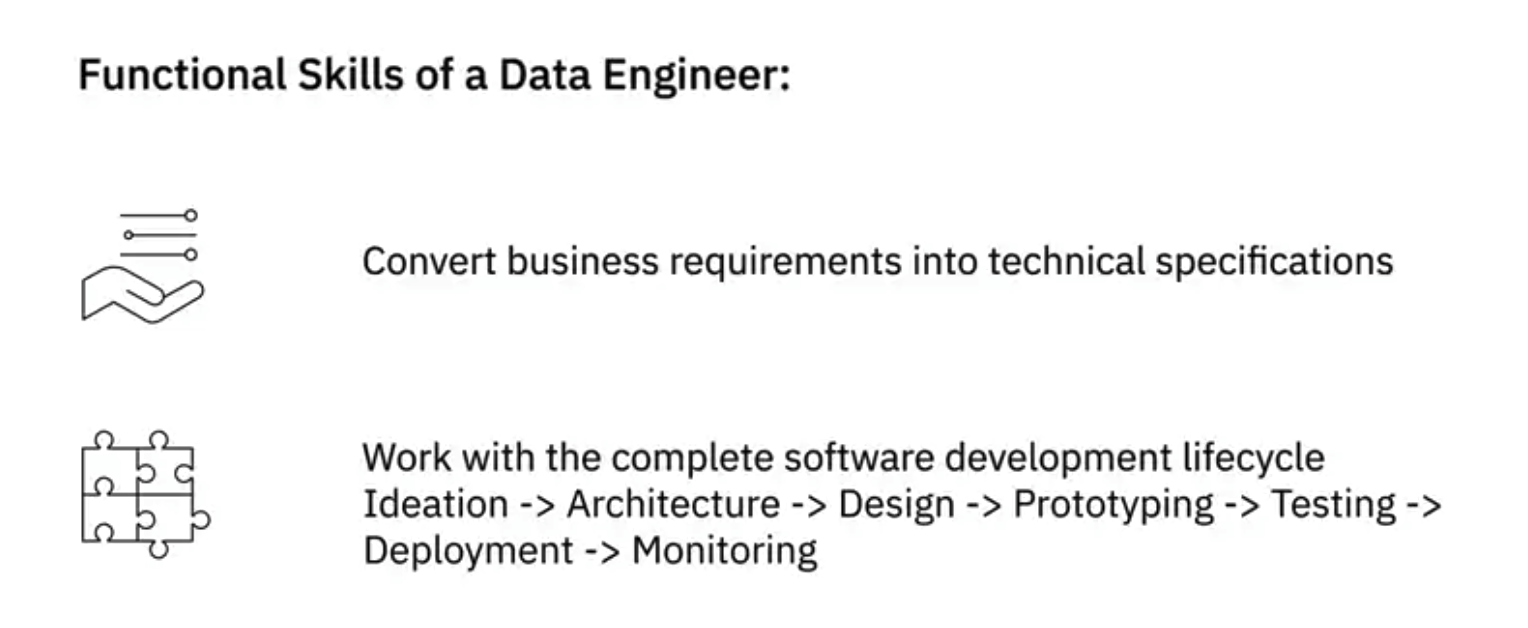 Functional Skills of a Data Engineer:
Convert business requirements into technical specifications
Work with the complete software development lifecycle
Ideation -> Architecture -> Design -> Prototyping -> Testing ->
Deployment -> Monitoring